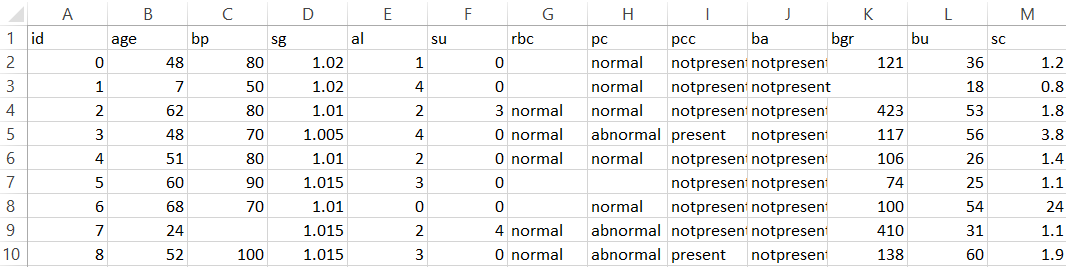 A B C D E F G H I J K L M
1 id age bp sg al su rbc pc pcc ba bgr bu sc
2 0 48 80 1.02 1 0 normal notpresent notpresent 121 36 1.2
3 1 7 50 1.02 4 0 normal notpresent notpresent 18 0.8
4 2 62 80 1.01 2 3 normal normal notpresent notpresent 423 53 1.8
5 3 48 70 1.005 4 0 normal abnormal present notpresent 117 56 3.8
6 4 51 80 1.01 2 0 normal normal notpresent notpresent 106 26 1.4
7 5 60 90 1.015 3 0 notpresent notpresent 74 25 1.1
8 6 68 70 1.01 0 0 normal notpresent notpresent 100 54 24
9 7 24 1.015 2 4 normal abnormal notpresent notpresent 410 31 1.1
10 8 52 100 1.015 3 0 normal abnormal present notpresent 138 60 1.9